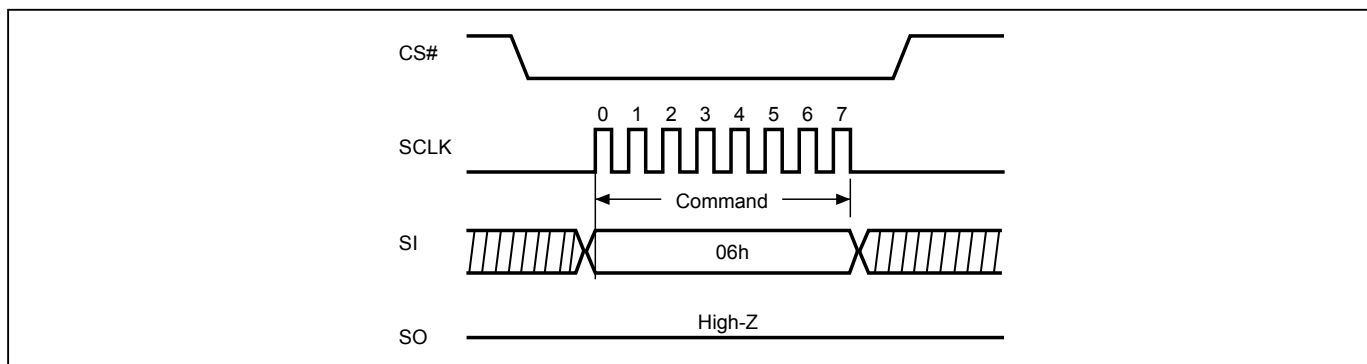 CS#
0 1 2 3 4 5 6 7
SCLK
Command
SI
06h
High-Z
SO